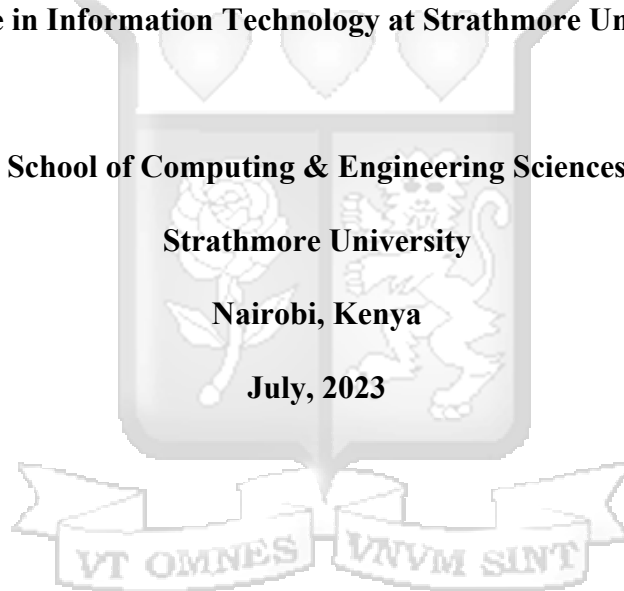 e in Information Technology at Strathmore Un
School of Computing & Engineering Sciences
Strathmore University
Nairobi, Kenya
July, 2023
VT OMNES VNVM SINT